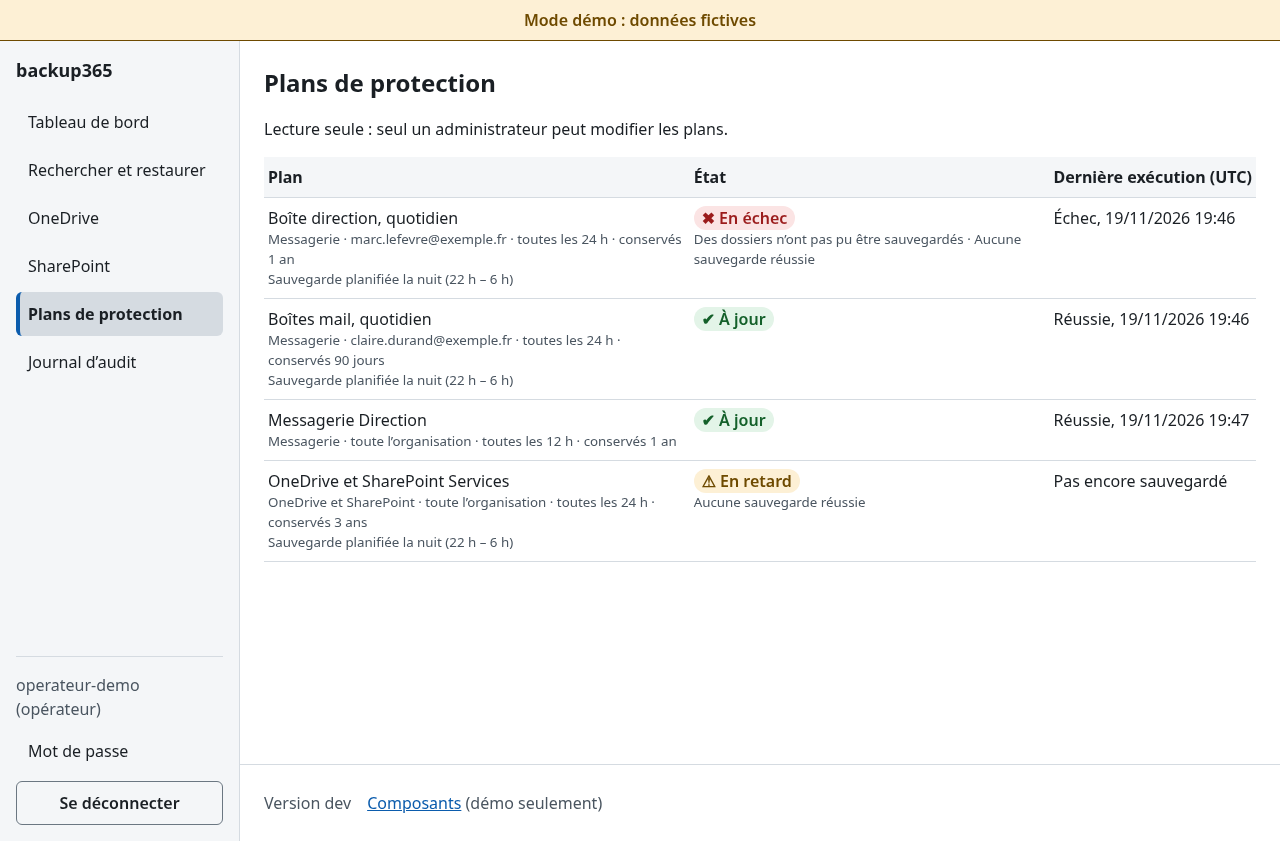 Mode démo : données fictives
backup365
Tableau de bord
Rechercher et restaurer
OneDrive
SharePoint
Plans de protection
Journal d’audit
operateur-demo
(opérateur)
Mot de passe
Se déconnecter
Plans de protection
Lecture seule : seul un administrateur peut modifier les plans.
Plan État Dernière exécution (UTC)
Boîte direction, quotidien ✖ En échec Échec, 19/11/2026 19:46
Messagerie · marc.lefevre@exemple.fr · toutes les 24 h · conservés Des dossiers n’ont pas pu être sauvegardés · Aucune
1 an sauvegarde réussie
Sauvegarde planifiée la nuit (22 h – 6 h)
Boîtes mail, quotidien ✔ À jour Réussie, 19/11/2026 19:46
Messagerie · claire.durand@exemple.fr · toutes les 24 h ·
conservés 90 jours
Sauvegarde planifiée la nuit (22 h – 6 h)
Messagerie Direction ✔ À jour Réussie, 19/11/2026 19:47
Messagerie · toute l’organisation · toutes les 12 h · conservés 1 an
OneDrive et SharePoint Services ⚠ En retard Pas encore sauvegardé
OneDrive et SharePoint · toute l’organisation · toutes les 24 h · Aucune sauvegarde réussie
conservés 3 ans
Sauvegarde planifiée la nuit (22 h – 6 h)
Version dev Composants (démo seulement)